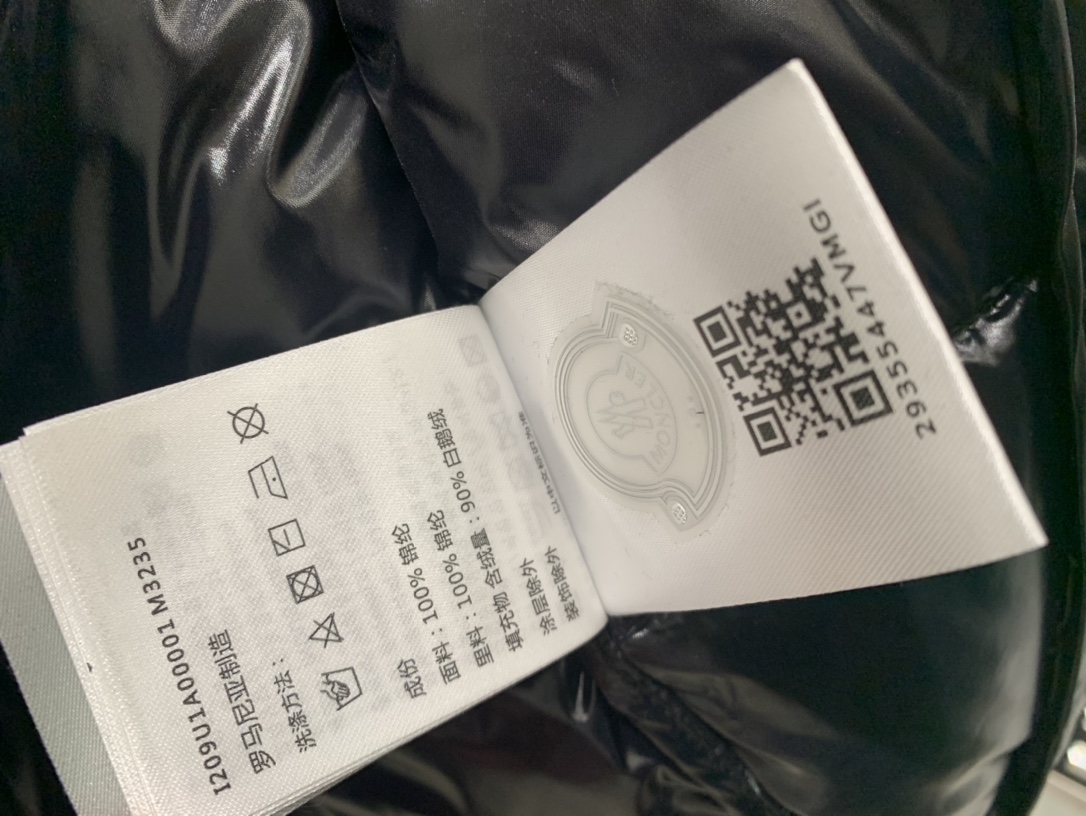 I209U1A00001 M3235
罗马尼亚制造
洗涤方法：
成份
面料：100% 锦纶
里料：100% 锦纶
填充物 含绒量：90% 白鹅绒
涂层除外
装饰除外
MONCLER
29355447VMGI